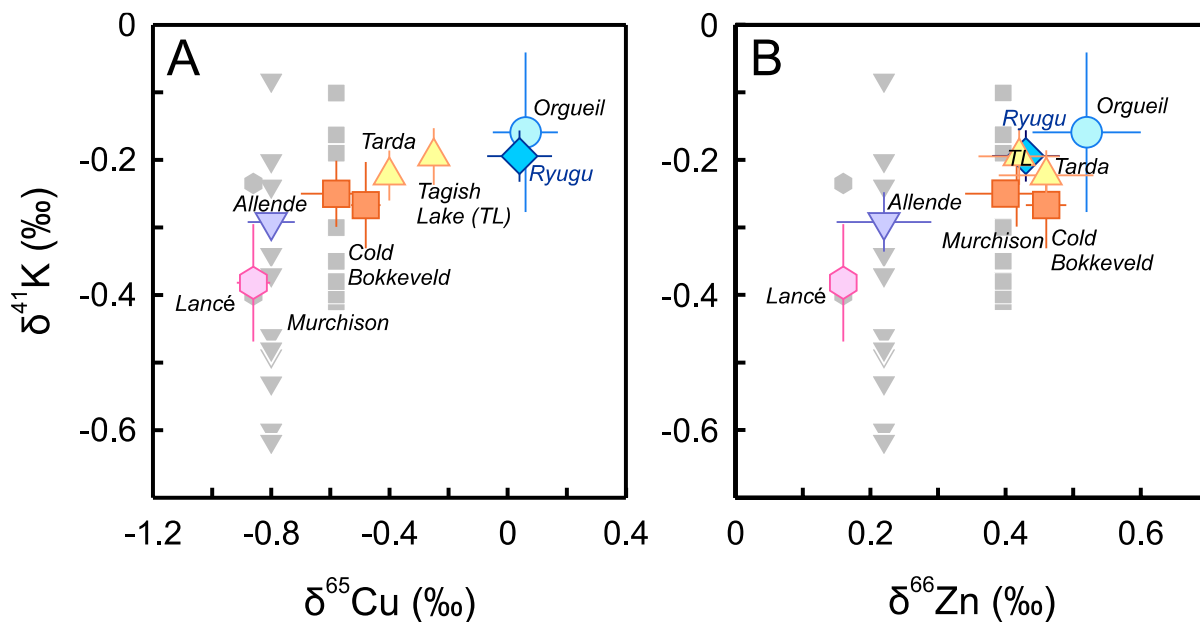 A
0
-0.2
-0.4
-0.6
δ⁴¹K (‰)
Orgueil
Ryugu
Tarda
Tagish
Lake (TL)
Allende
Cold
Bokkeveld
Lancé
Murchison
-1.2
-0.8
-0.4
0
0.4
δ⁶⁵Cu (‰)
B
0
-0.2
-0.4
-0.6
Ryugu
Orgueil
TL
Tarda
Allende
Murchison
Cold
Bokkeveld
Lancé
0
0.2
0.4
0.6
δ⁶⁶Zn (‰)